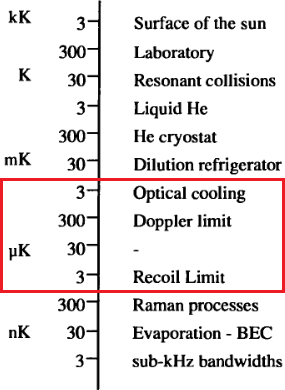 kK 3 Surface of the sun
300 Laboratory
K 30 Resonant collisions
3 Liquid He
300 He cryostat
mK 30 Dilution refrigerator
3 Optical cooling
300 Doppler limit
µK 30 -
3 Recoil Limit
300 Raman processes
nK 30 Evaporation - BEC
3 sub-kHz bandwidths